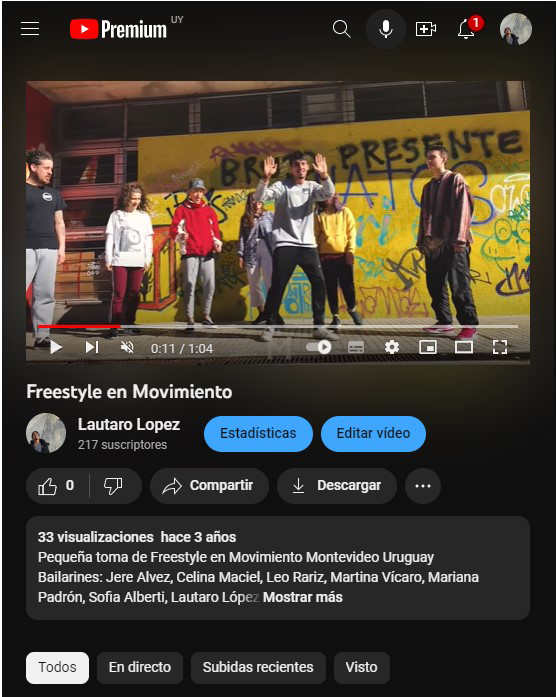 Premium UY
1
BRUTO PRESENTE
0:11 / 1:04
Freestyle en Movimiento
Lautaro Lopez
217 suscriptores
Estadísticas
Editar vídeo
0
Compartir
Descargar
33 visualizaciones hace 3 años
Pequeña toma de Freestyle en Movimiento Montevideo Uruguay
Bailarines: Jere Alvez, Celina Maciel, Leo Rariz, Martina Vícaro, Mariana
Padrón, Sofia Alberti, Lautaro López Mostrar más
Todos
En directo
Subidas recientes
Visto